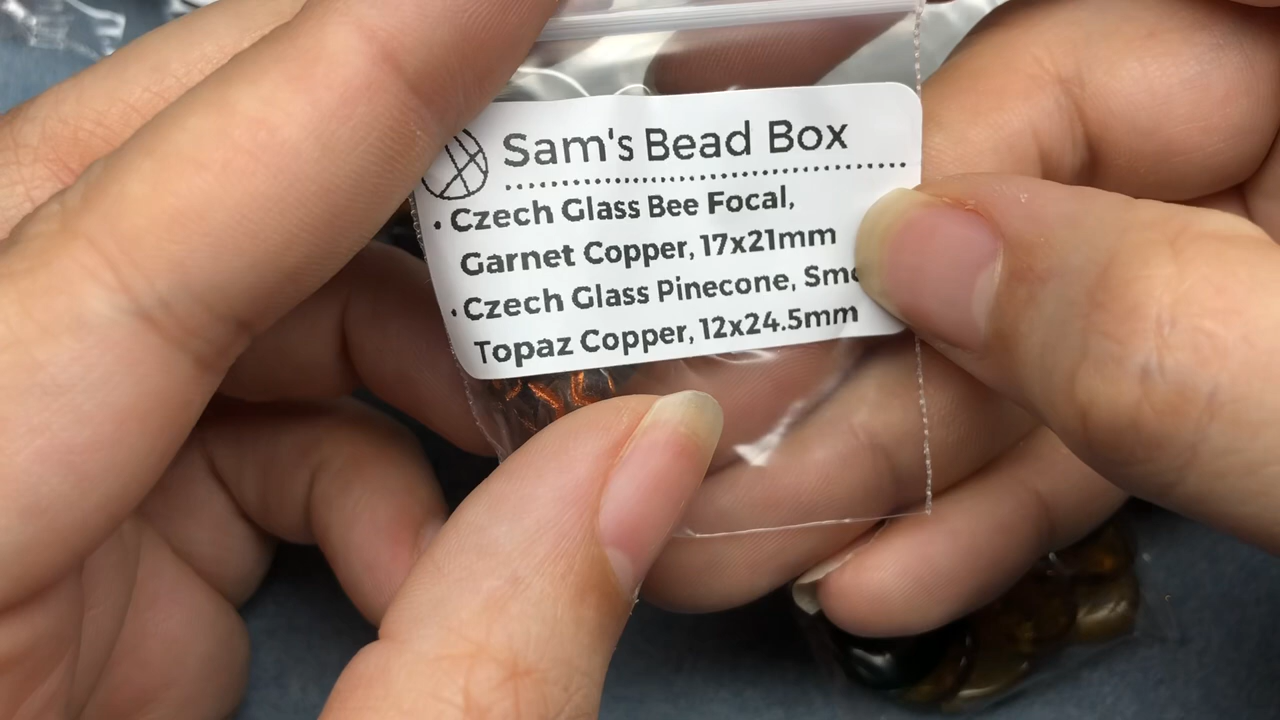 Sam's Bead Box
• Czech Glass Bee Focal,
Garnet Copper, 17x21mm
• Czech Glass Pinecone,
Topaz Copper, 12x24.5mm